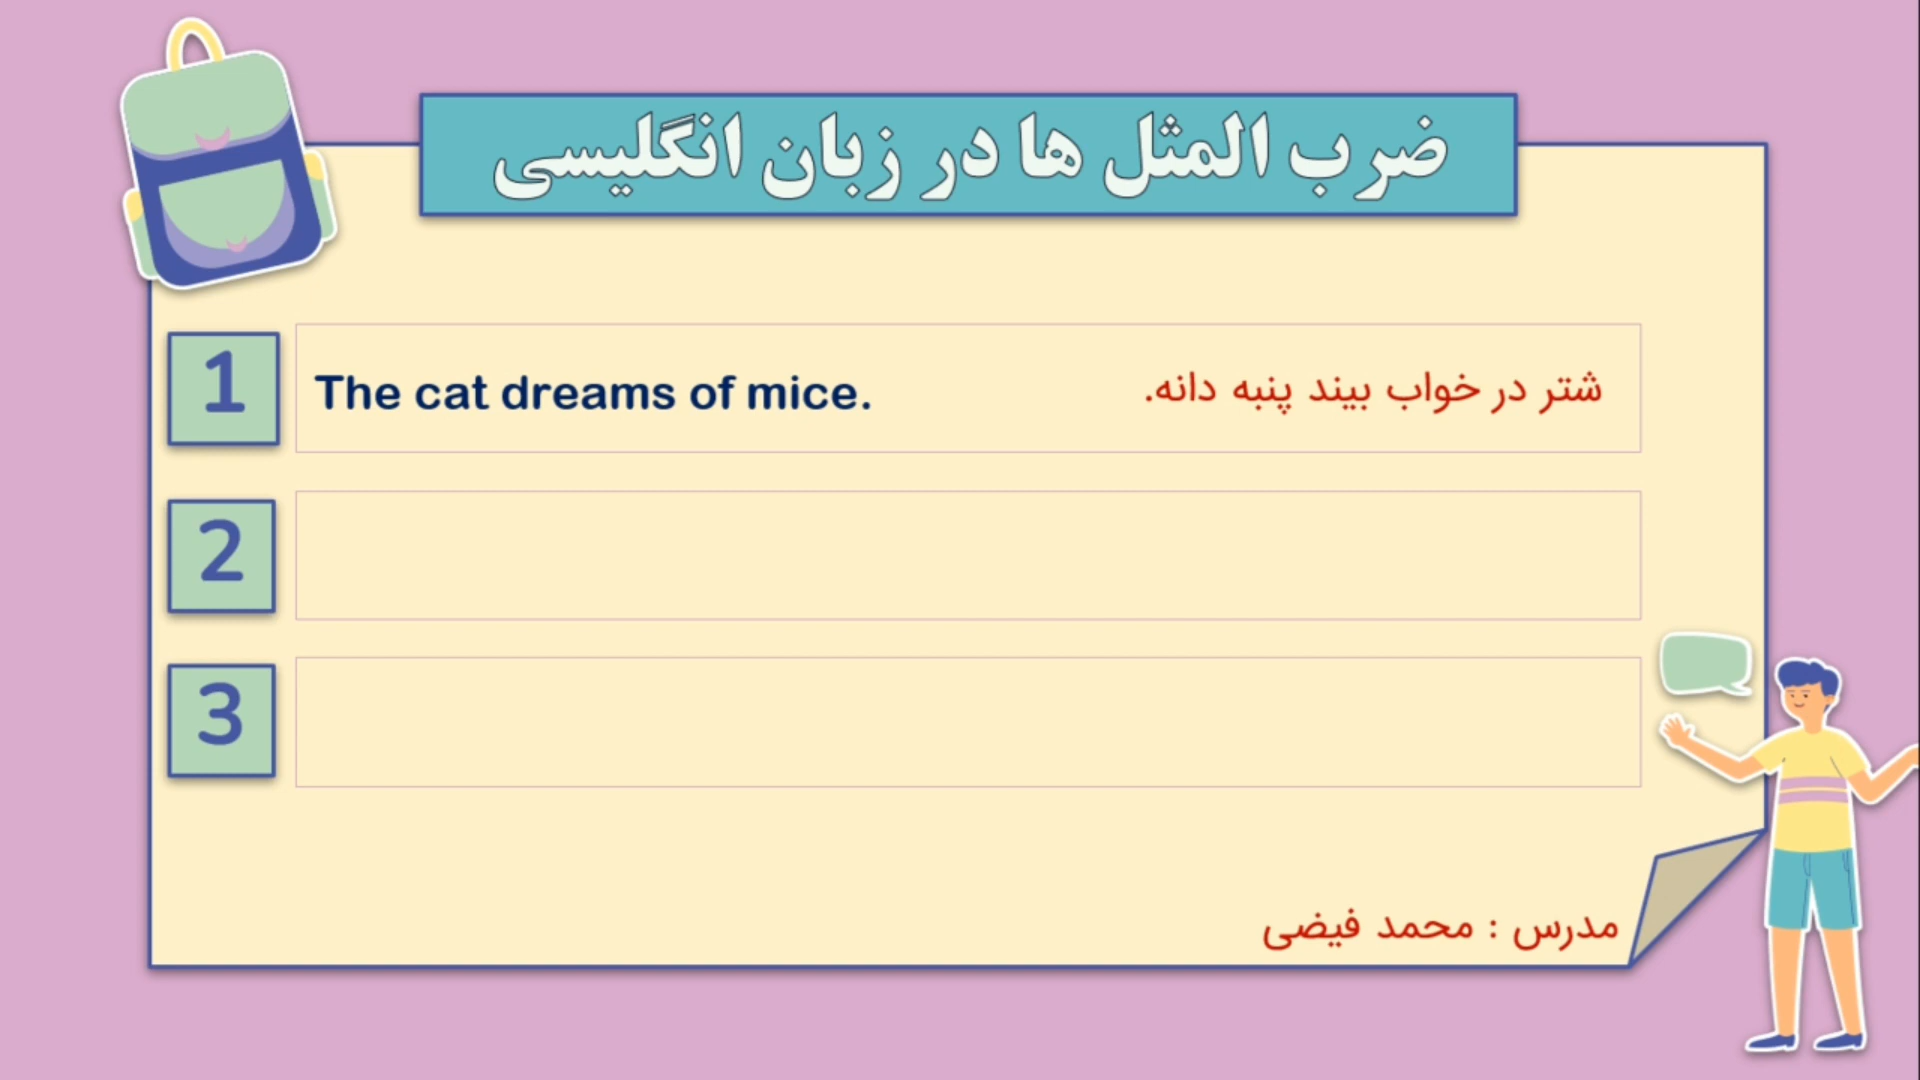 ضرب المثل ها در زبان انگلیسی
1
The cat dreams of mice.
شتر در خواب بیند پنبه دانه.
2
3
مدرس : محمد فیضی